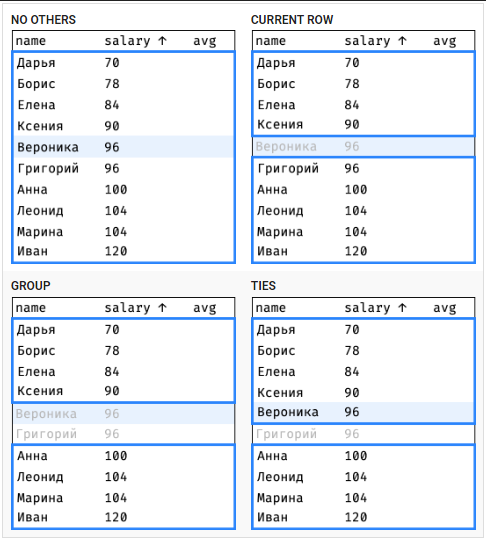 NO OTHERS
name salary ↑ avg
Дарья 70
Борис 78
Елена 84
Ксения 90
Вероника 96
Григорий 96
Анна 100
Леонид 104
Марина 104
Иван 120
CURRENT ROW
name salary ↑ avg
Дарья 70
Борис 78
Елена 84
Ксения 90
Вероника 96
Григорий 96
Анна 100
Леонид 104
Марина 104
Иван 120
GROUP
name salary ↑ avg
Дарья 70
Борис 78
Елена 84
Ксения 90
Вероника 96
Григорий 96
Анна 100
Леонид 104
Марина 104
Иван 120
TIES
name salary ↑ avg
Дарья 70
Борис 78
Елена 84
Ксения 90
Вероника 96
Григорий 96
Анна 100
Леонид 104
Марина 104
Иван 120